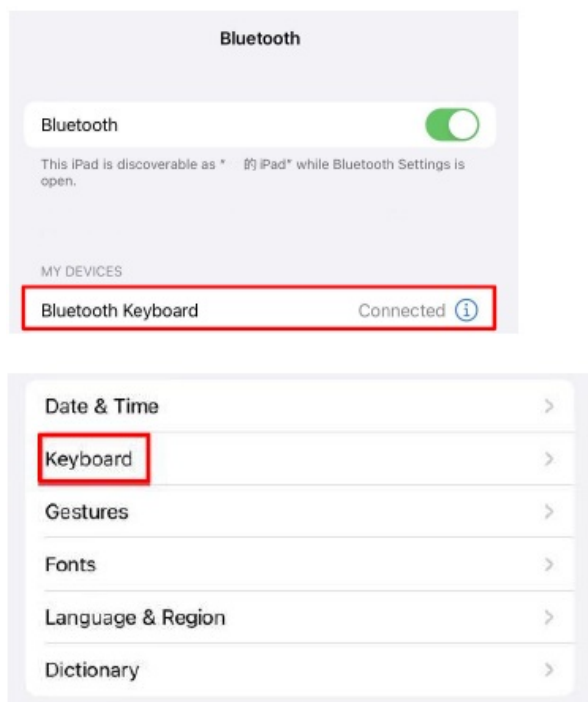 Bluetooth
Bluetooth
This iPad is discoverable as “ 的 iPad” while Bluetooth Settings is
open.
MY DEVICES
Bluetooth Keyboard Connected
Date & Time
Keyboard
Gestures
Fonts
Language & Region
Dictionary